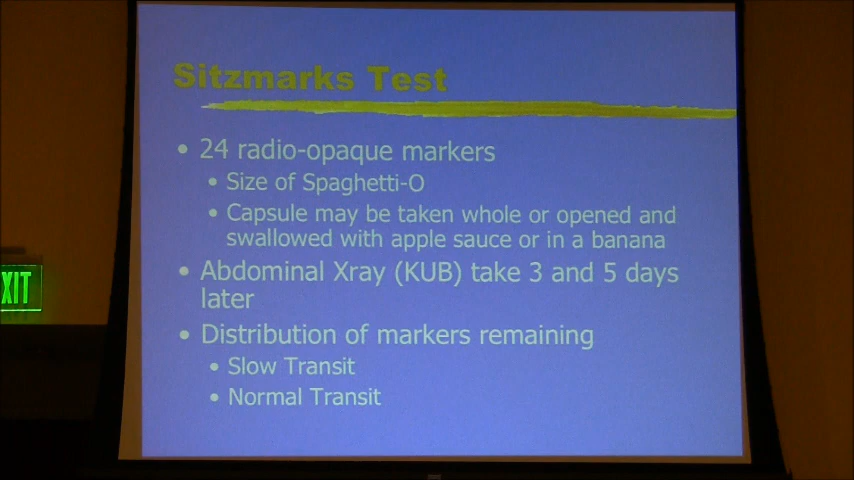 Sitzmarks Test
• 24 radio-opaque markers
• Size of Spaghetti-O
• Capsule may be taken whole or opened and
swallowed with apple sauce or in a banana
• Abdominal Xray (KUB) take 3 and 5 days
later
• Distribution of markers remaining
• Slow Transit
• Normal Transit
XIT